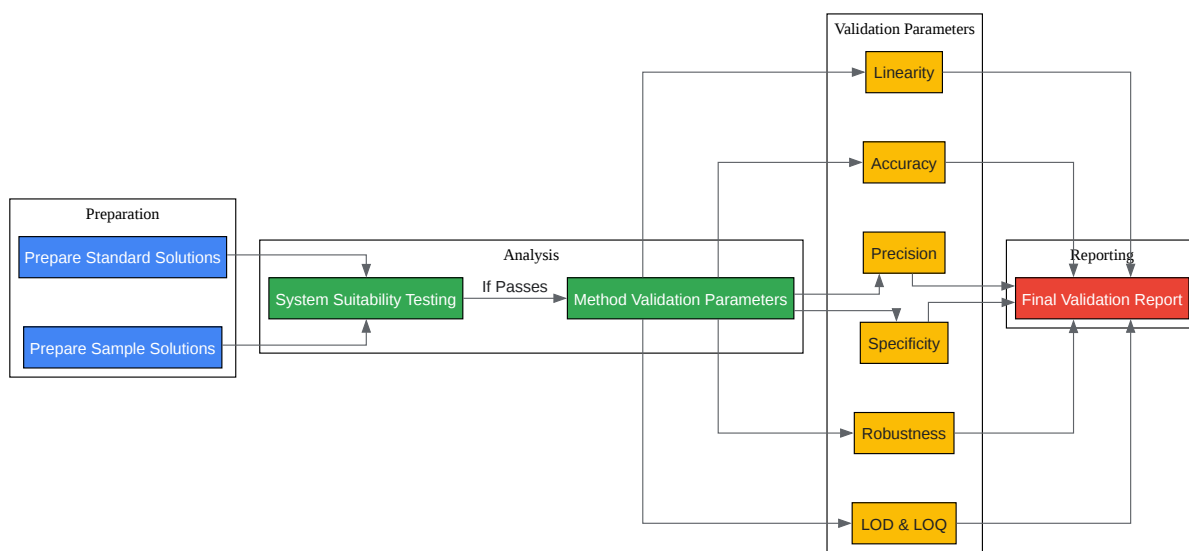 Preparation
Prepare Standard Solutions
Prepare Sample Solutions
Analysis
System Suitability Testing
If Passes
Method Validation Parameters
Validation Parameters
Linearity
Accuracy
Precision
Specificity
Robustness
LOD & LOQ
Reporting
Final Validation Report